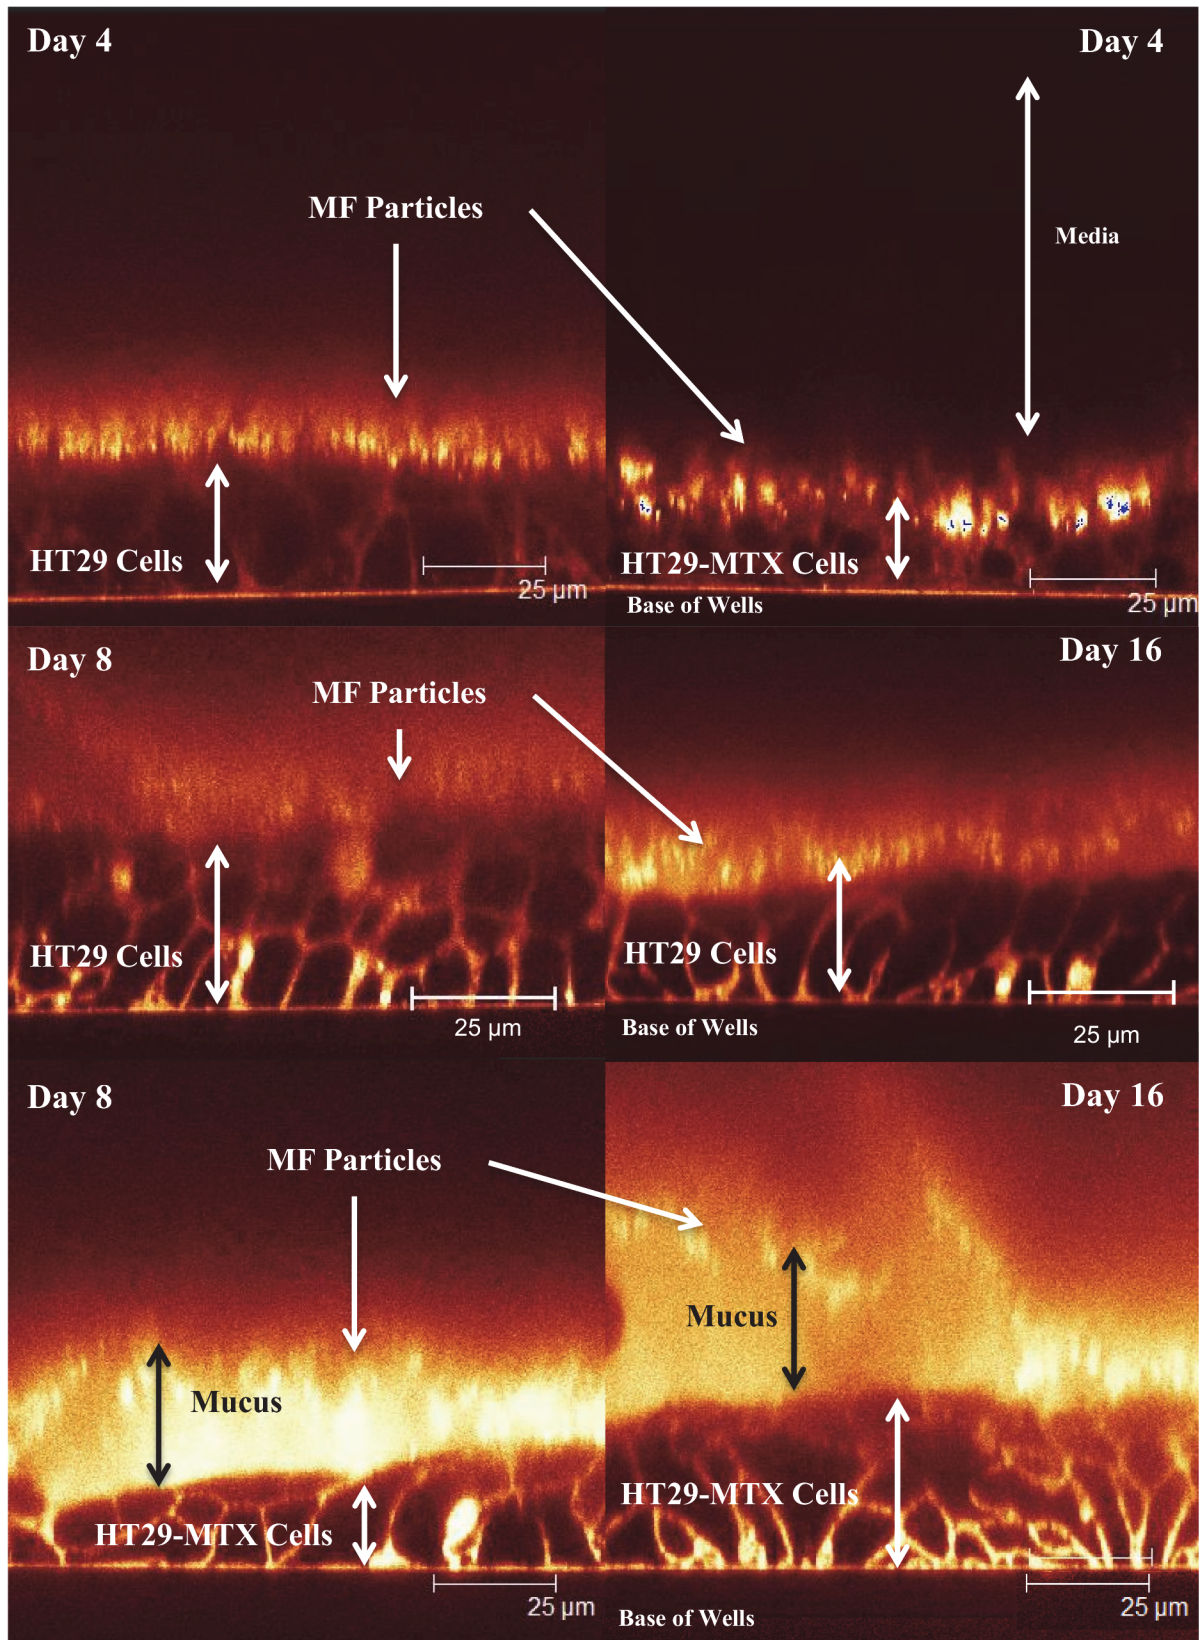 Day 4
Day 4
MF Particles
Media
HT29 Cells
25 µm
HT29-MTX Cells
Base of Wells
25 µm
Day 8
Day 16
MF Particles
HT29 Cells
25 µm
HT29 Cells
Base of Wells
25 µm
Day 8
Day 16
MF Particles
Mucus
Mucus
HT29-MTX Cells
25 µm
HT29-MTX Cells
Base of Wells
25 µm